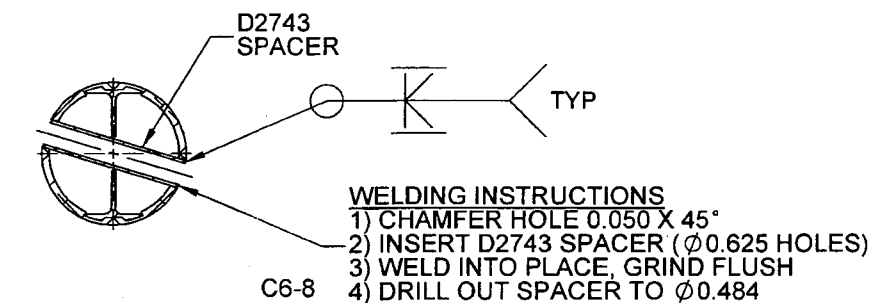 D2743
SPACER
TYP
WELDING INSTRUCTIONS
1) CHAMFER HOLE 0.050 X 45°
2) INSERT D2743 SPACER (Ø0.625 HOLES)
3) WELD INTO PLACE, GRIND FLUSH
C6-8 4) DRILL OUT SPACER TO Ø0.484